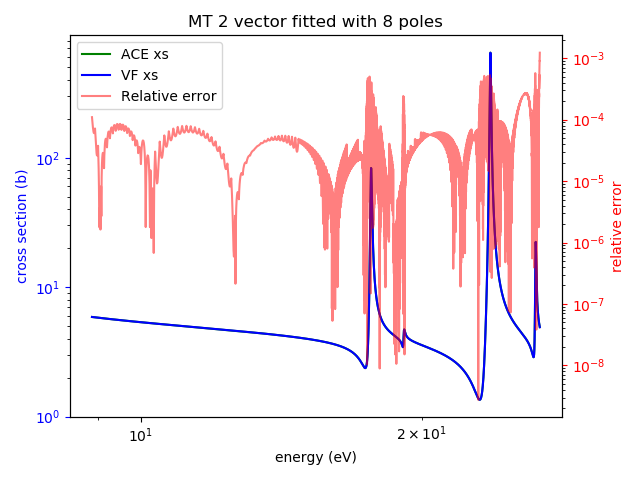 MT 2 vector fitted with 8 poles
ACE xs
VF xs
Relative error
cross section (b)
10²
10¹
10⁰
10⁻³
10⁻⁴
10⁻⁵
10⁻⁶
10⁻⁷
10⁻⁸
relative error
10¹
2 × 10¹
energy (eV)